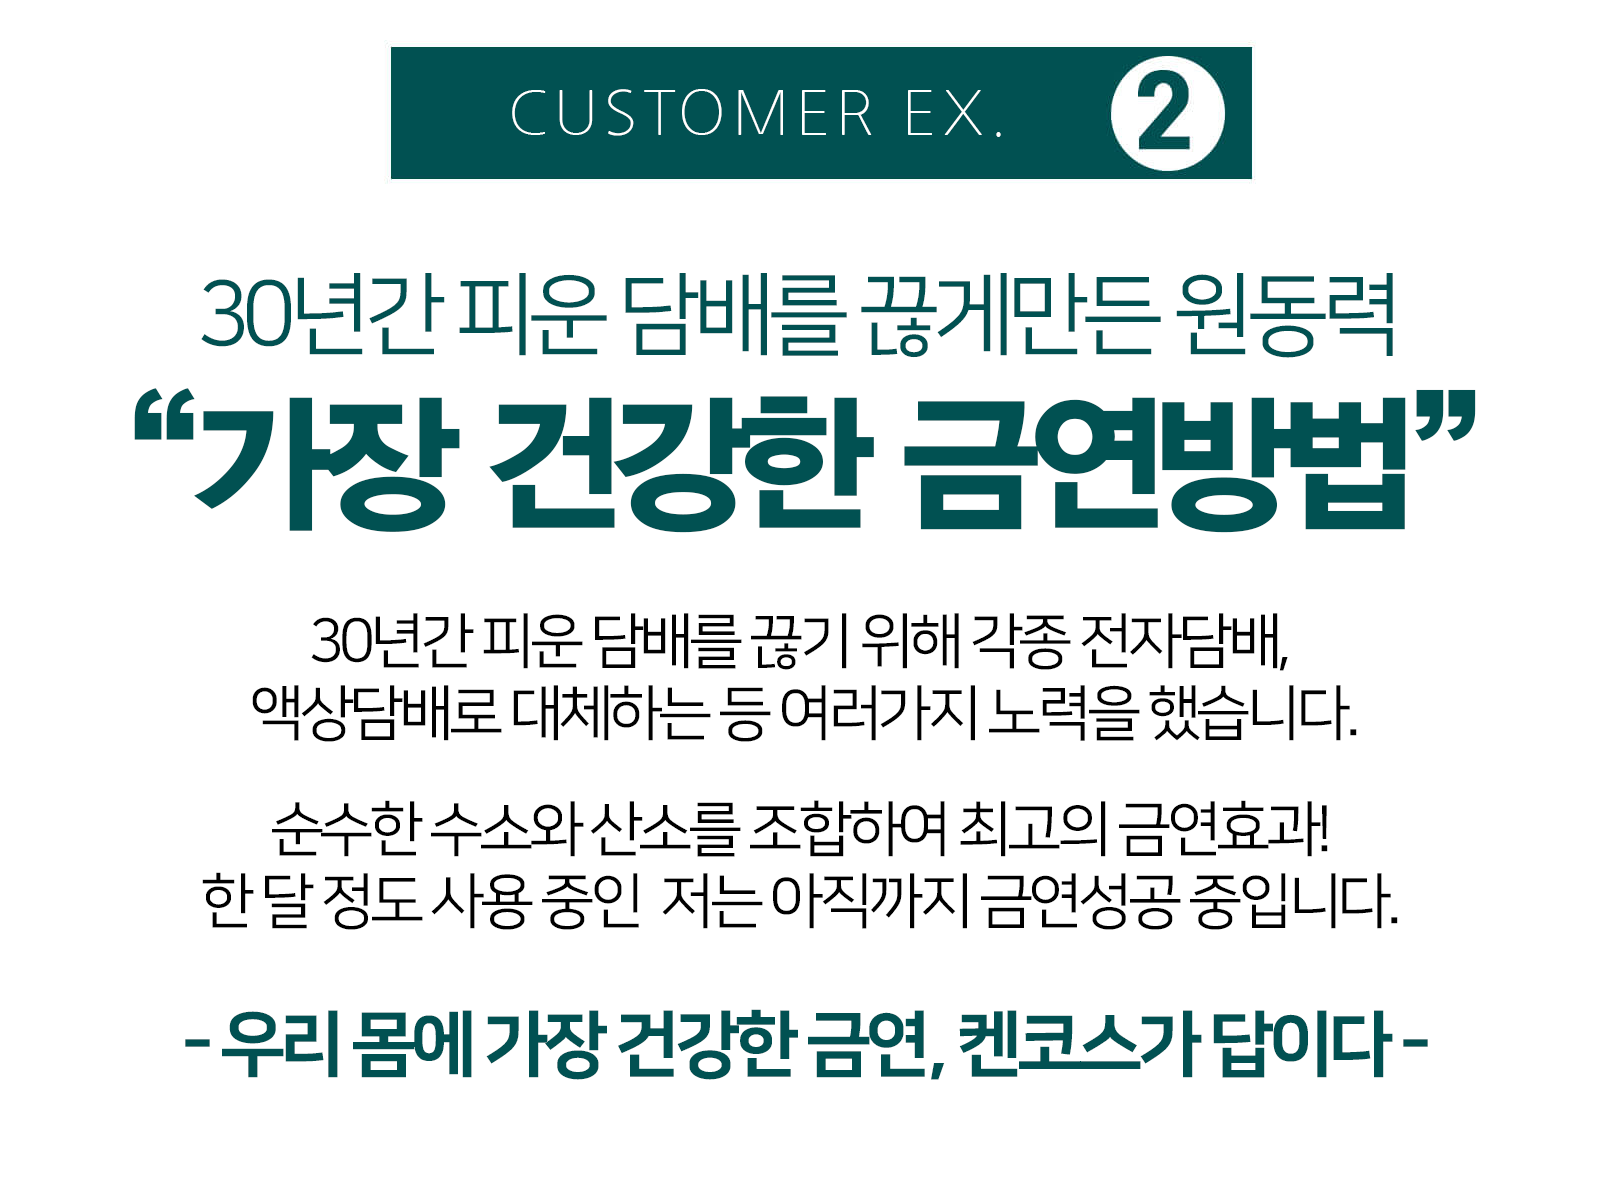 CUSTOMER EX. 2
30년간 피운 담배를 끊게만든 원동력
“가장 건강한 금연방법”
30년간 피운 담배를 끊기 위해 각종 전자담배,
액상담배로 대체하는 등 여러가지 노력을 했습니다.
순수한 수소와 산소를 조합하여 최고의 금연효과!
한 달 정도 사용 중인 저는 아직까지 금연성공 중입니다.
- 우리 몸에 가장 건강한 금연, 켄코스가 답이다 -